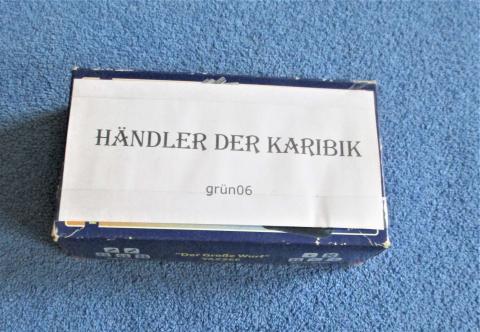 HÄNDLER DER KARIBIK
grün06
"Der Große Wurf"